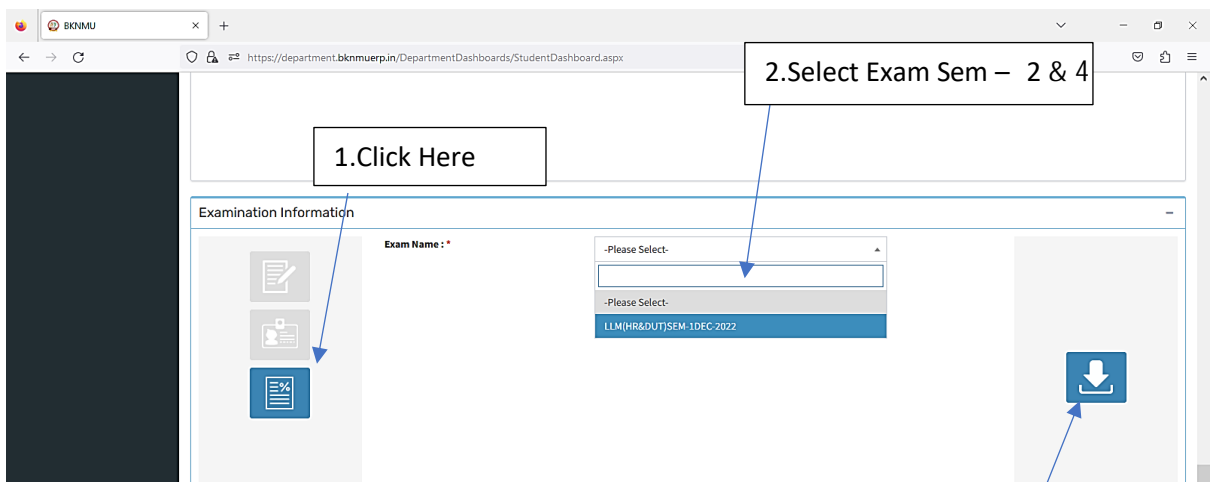 BKNMU
https://department.bknmuerp.in/DepartmentDashboards/StudentDashboard.aspx
2.Select Exam Sem – 2 & 4
1.Click Here
Examination Information
Exam Name : *
-Please Select-
-Please Select-
LLM(HR&DUT)SEM-1DEC-2022